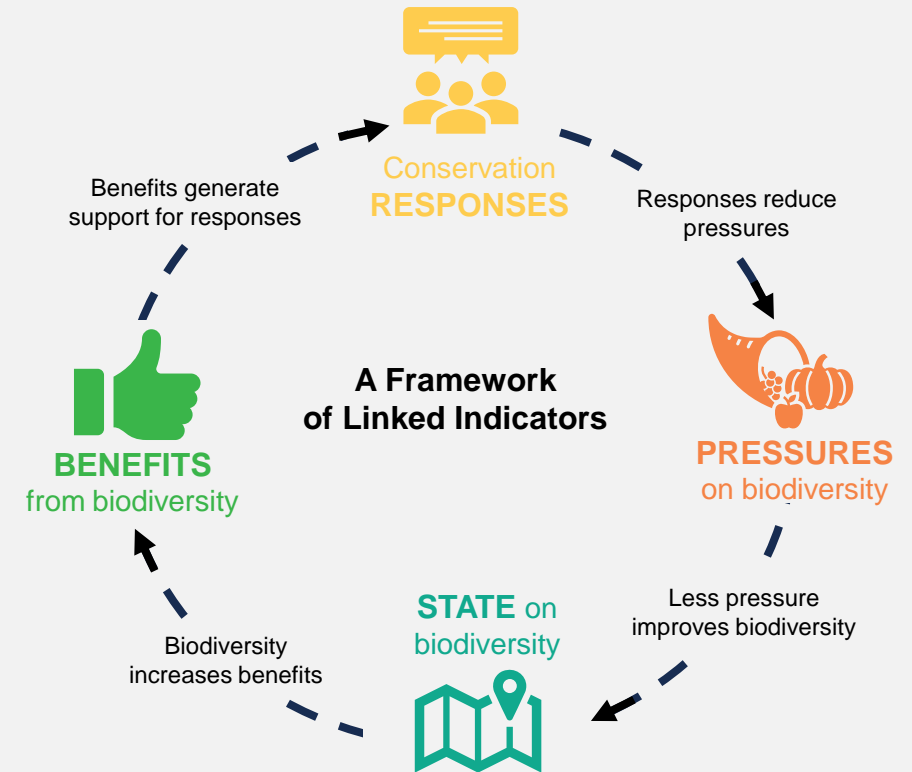 Conservation
RESPONSES
Benefits generate
support for responses
Responses reduce
pressures
A Framework
of Linked Indicators
BENEFITS
from biodiversity
PRESSURES
on biodiversity
STATE on
biodiversity
Less pressure
improves biodiversity
Biodiversity
increases benefits